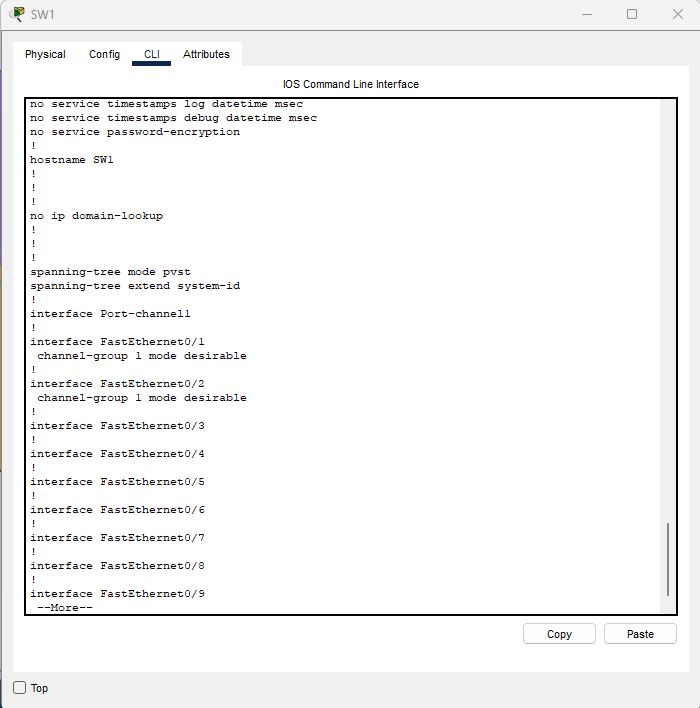 SW1
Physical Config CLI Attributes
IOS Command Line Interface
no service timestamps log datetime msec
no service timestamps debug datetime msec
no service password-encryption
!
hostname SW1
!
!
!
no ip domain-lookup
!
!
!
spanning-tree mode pvst
spanning-tree extend system-id
!
interface Port-channel1
!
interface FastEthernet0/1
 channel-group 1 mode desirable
!
interface FastEthernet0/2
 channel-group 1 mode desirable
!
interface FastEthernet0/3
!
interface FastEthernet0/4
!
interface FastEthernet0/5
!
interface FastEthernet0/6
!
interface FastEthernet0/7
!
interface FastEthernet0/8
!
interface FastEthernet0/9
 --More--
Copy Paste
Top